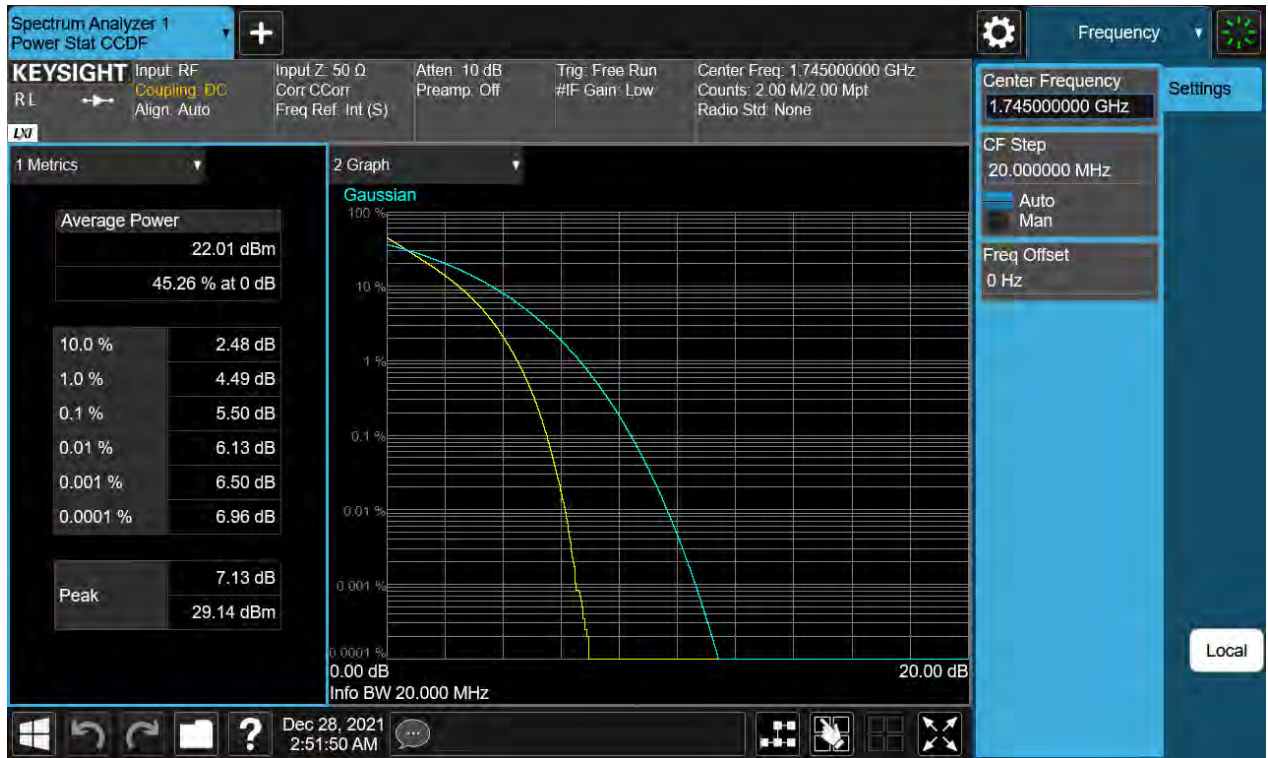 Spectrum Analyzer 1
Power Stat CCDF
+
Frequency
KEYSIGHT
RL
LXI
Input: RF
Coupling: DC
Align: Auto
Input Z: 50 Ω
Corr CCorr
Freq Ref: Int (S)
Atten: 10 dB
Preamp: Off
Trig: Free Run
#IF Gain: Low
Center Freq: 1.745000000 GHz
Counts: 2.00 M/2.00 Mpt
Radio Std: None
1 Metrics
Average Power
22.01 dBm
45.26 % at 0 dB
10.0 % 2.48 dB
1.0 % 4.49 dB
0.1 % 5.50 dB
0.01 % 6.13 dB
0.001 % 6.50 dB
0.0001 % 6.96 dB
Peak
7.13 dB
29.14 dBm
2 Graph
Gaussian
100 %
10 %
1 %
0.1 %
0.01 %
0.001 %
0.0001 %
0.00 dB 20.00 dB
Info BW 20.000 MHz
Center Frequency
1.745000000 GHz
CF Step
20.000000 MHz
Auto
Man
Freq Offset
0 Hz
Settings
Local
?
Dec 28, 2021
2:51:50 AM